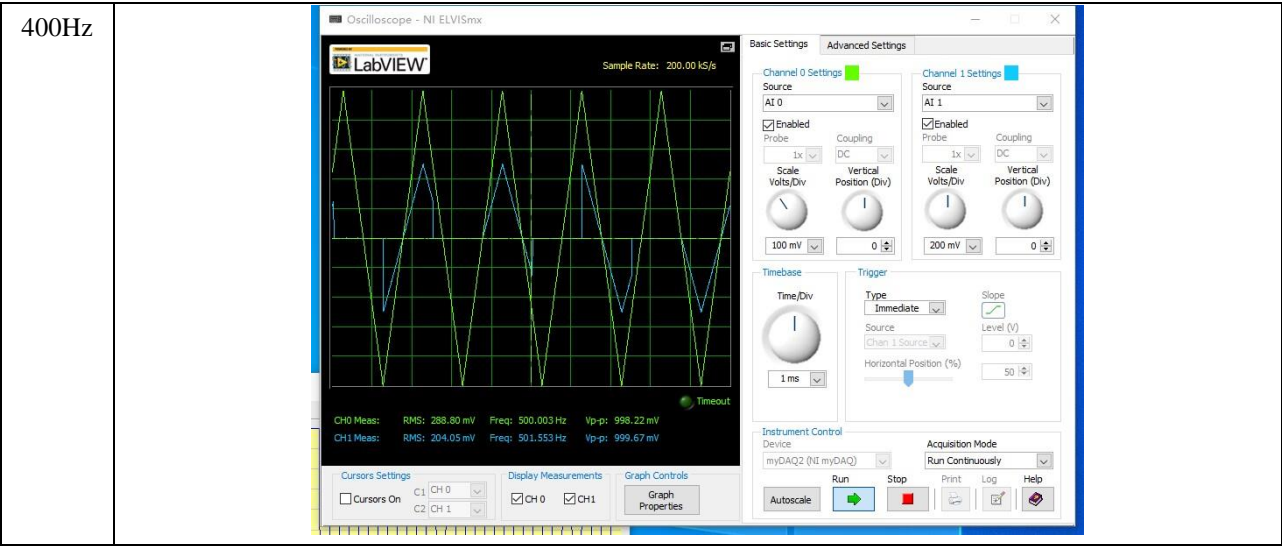 400Hz
Oscilloscope - NI ELVISmx
LabVIEW
Sample Rate: 200.00 kS/s
Timeout
CH0 Meas: RMS: 288.80 mV Freq: 500.003 Hz Vp-p: 998.22 mV
CH1 Meas: RMS: 204.05 mV Freq: 501.553 Hz Vp-p: 999.67 mV
Cursors Settings
Cursors On
C1 CH 0
C2 CH 1
Display Measurements
CH 0 CH1
Graph Controls
Graph
Properties
Basic Settings Advanced Settings
Channel 0 Settings
Source
AI 0
Enabled
Probe Coupling
1x DC
Scale Vertical
Volts/Div Position (Div)
100 mV 0
Channel 1 Settings
Source
AI 1
Enabled
Probe Coupling
1x DC
Scale Vertical
Volts/Div Position (Div)
200 mV 0
Timebase
Time/Div
1 ms
Trigger
Type Slope
Immediate
Source Level (V)
Chan 1 Source 0
Horizontal Position (%)
50
Instrument Control
Device Acquisition Mode
myDAQ2 (NI myDAQ) Run Continuously
Run Stop Print Log Help
Autoscale